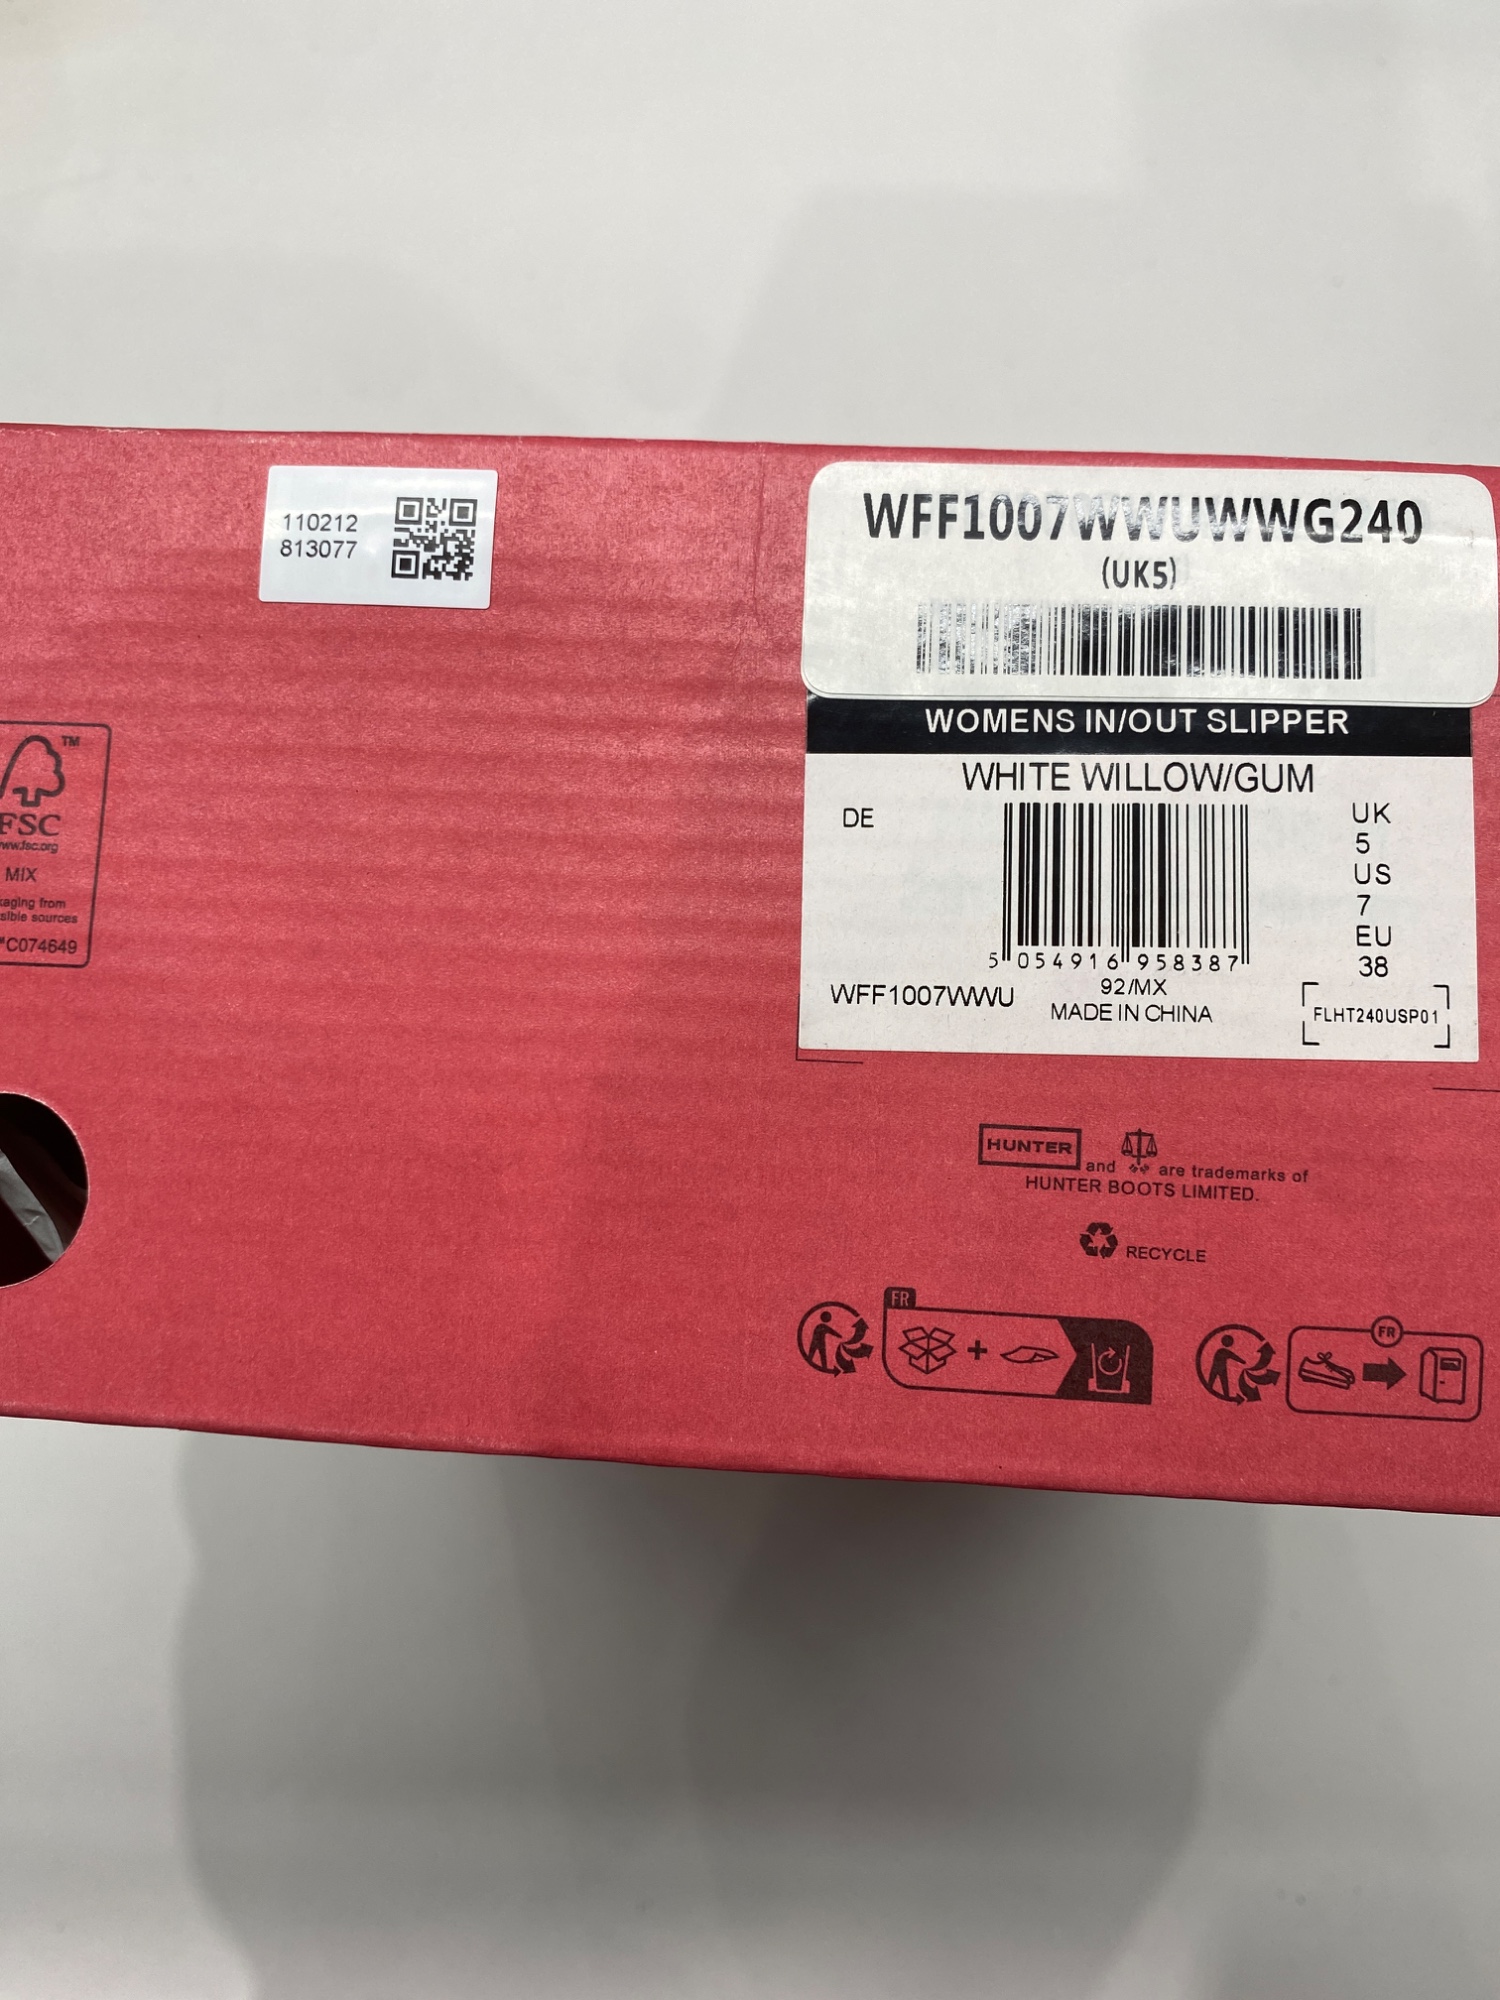 110212
813077
WFF1007WWUWWG240
(UK5)
WOMENS IN/OUT SLIPPER
WHITE WILLOW/GUM
DE
UK
5
US
7
EU
38
5 054916 958387
WFF1007WWU
92/MX
MADE IN CHINA
FLHT240USP01
TM
FSC
www.fsc.org
MIX
C074649
HUNTER and are trademarks of
HUNTER BOOTS LIMITED.
RECYCLE
FR
+
FR